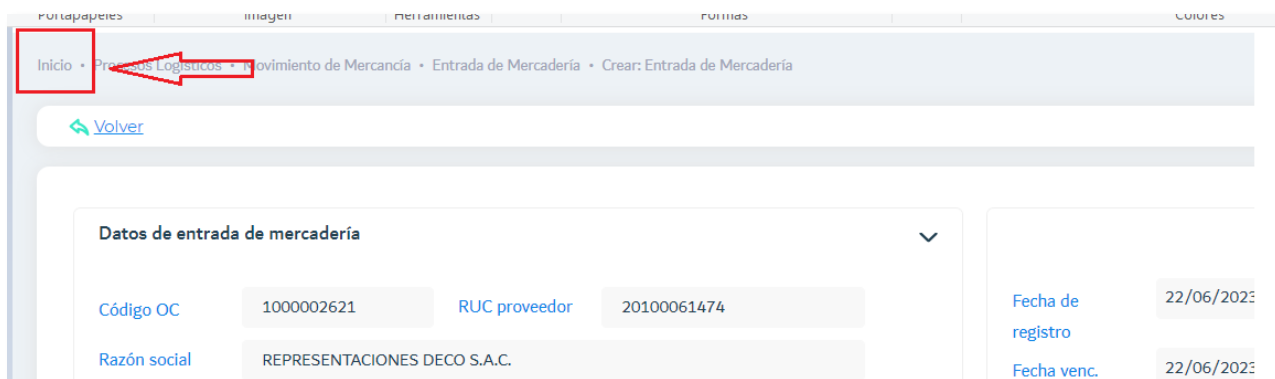 Portapapeles Imagen Herramientas Formas Colores
Inicio • Procesos Logísticos • Movimiento de Mercancía • Entrada de Mercadería • Crear: Entrada de Mercadería
Volver
Datos de entrada de mercadería
Código OC 1000002621 RUC proveedor 20100061474
Razón social REPRESENTACIONES DECO S.A.C.
Fecha de registro 22/06/2023
Fecha venc. 22/06/2023